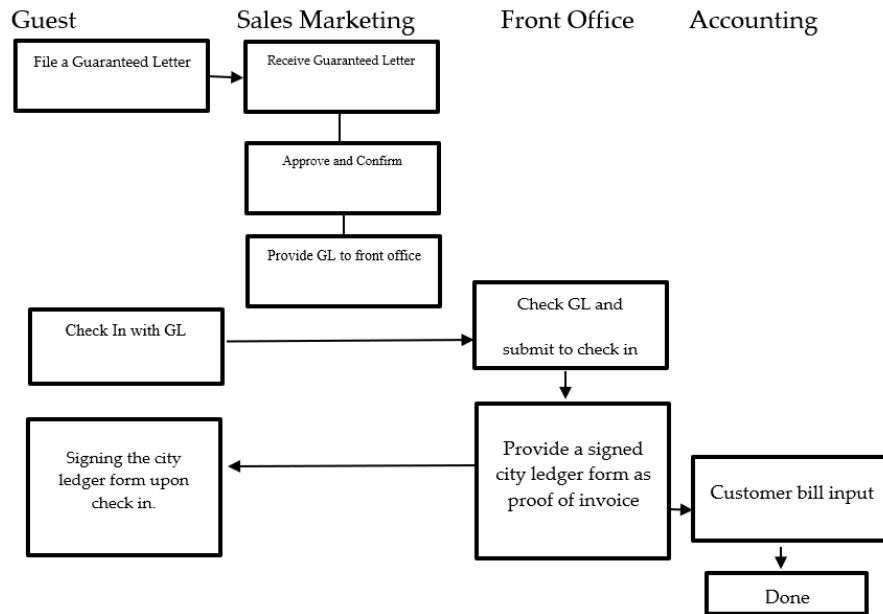 Guest Sales Marketing Front Office Accounting
File a Guaranteed Letter
Receive Guaranteed Letter
Approve and Confirm
Provide GL to front office
Check In with GL
Check GL and
submit to check in
Signing the city
ledger form upon
check in.
Provide a signed
city ledger form as
proof of invoice
Customer bill input
Done